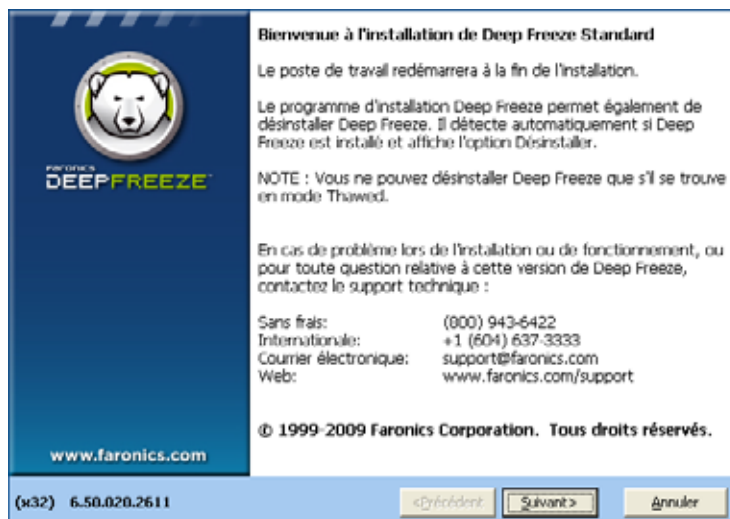 Bienvenue à l'installation de Deep Freeze Standard
Le poste de travail redémarrera à la fin de l'installation.
Le programme d'installation Deep Freeze permet également de
désinstaller Deep Freeze. Il détecte automatiquement si Deep
Freeze est installé et affiche l'option Désinstaller.
NOTE : Vous ne pouvez désinstaller Deep Freeze que s'il se trouve
en mode Thawed.
En cas de problème lors de l'installation ou de fonctionnement, ou
pour toute question relative à cette version de Deep Freeze,
contactez le support technique :
Sans frais: (800) 943-6422
Internationale: +1 (604) 637-3333
Courrier électronique: support@faronics.com
Web: www.faronics.com/support
© 1999-2009 Faronics Corporation. Tous droits réservés.
FARONICS
DEEPFREEZE
www.faronics.com
(x32) 6.50.020.2611
<Précédent Suivant> Annuler